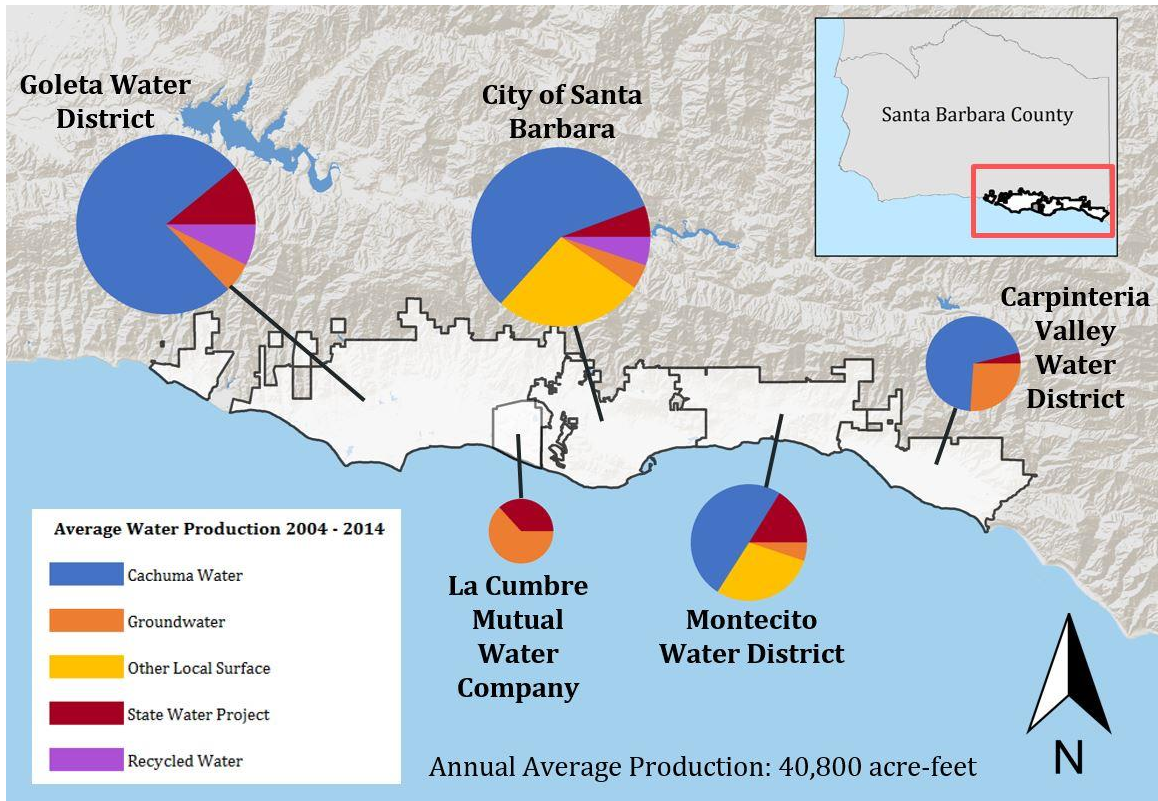 Goleta Water
District
City of Santa
Barbara
Santa Barbara County
Carpinteria
Valley
Water
District
La Cumbre
Mutual
Water
Company
Montecito
Water District
Average Water Production 2004 - 2014
Cachuma Water
Groundwater
Other Local Surface
State Water Project
Recycled Water
Annual Average Production: 40,800 acre-feet
N